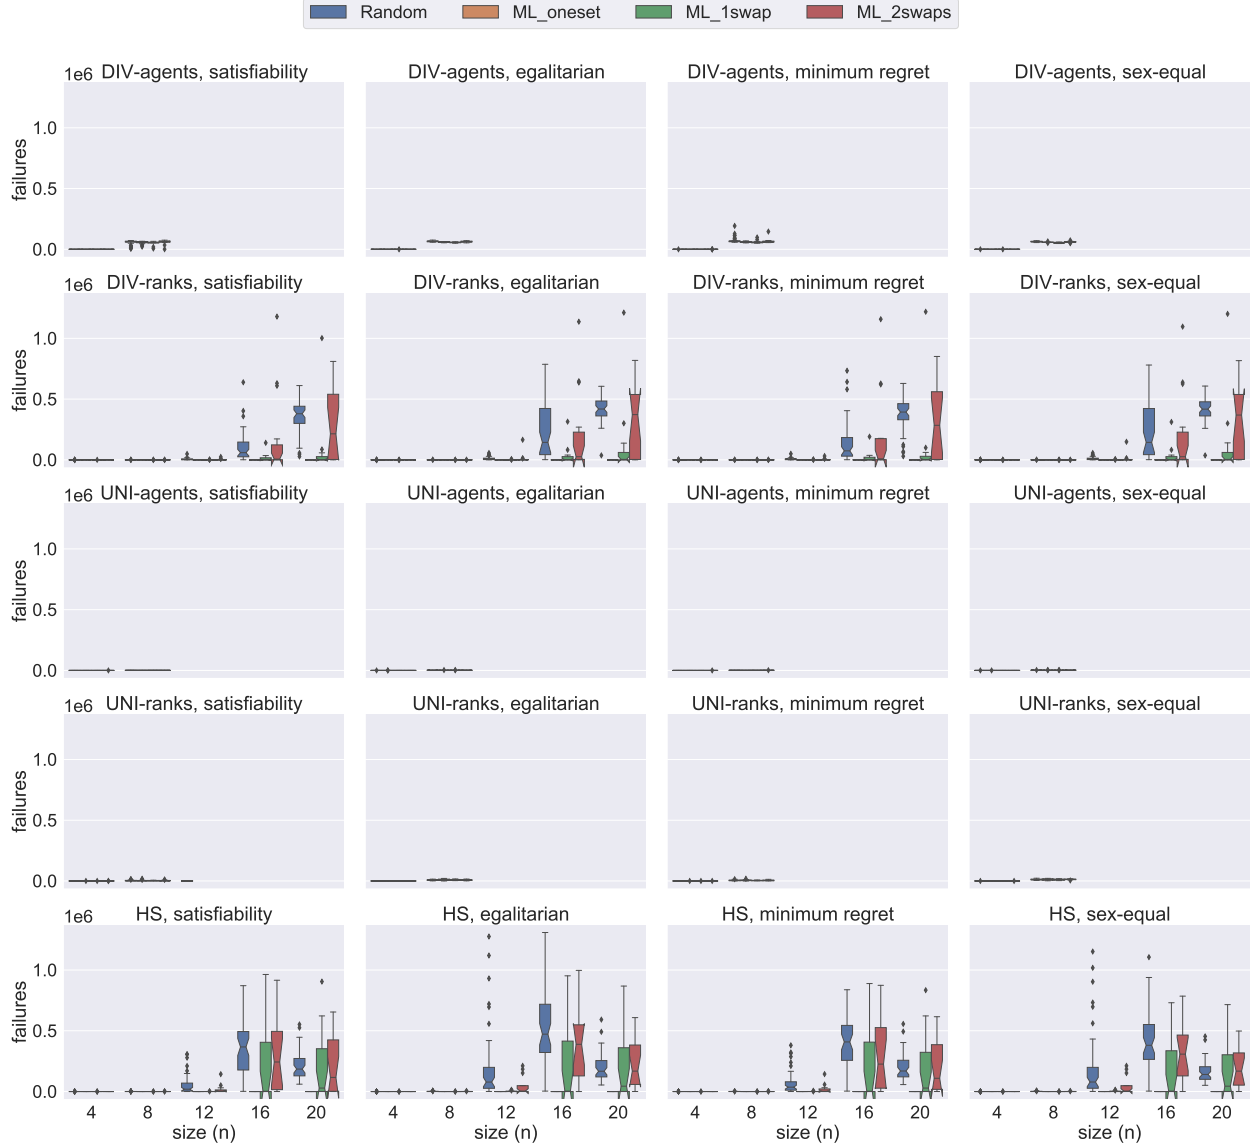 Random ML_oneset ML_1swap ML_2swaps
1e6 DIV-agents, satisfiability DIV-agents, egalitarian DIV-agents, minimum regret DIV-agents, sex-equal
1.0
0.5
0.0
failures
1e6 DIV-ranks, satisfiability DIV-ranks, egalitarian DIV-ranks, minimum regret DIV-ranks, sex-equal
1.0
0.5
0.0
failures
1e6 UNI-agents, satisfiability UNI-agents, egalitarian UNI-agents, minimum regret UNI-agents, sex-equal
1.0
0.5
0.0
failures
1e6 UNI-ranks, satisfiability UNI-ranks, egalitarian UNI-ranks, minimum regret UNI-ranks, sex-equal
1.0
0.5
0.0
failures
1e6 HS, satisfiability HS, egalitarian HS, minimum regret HS, sex-equal
1.0
0.5
0.0
failures
4 8 12 16 20 4 8 12 16 20 4 8 12 16 20 4 8 12 16 20
size (n) size (n) size (n) size (n)